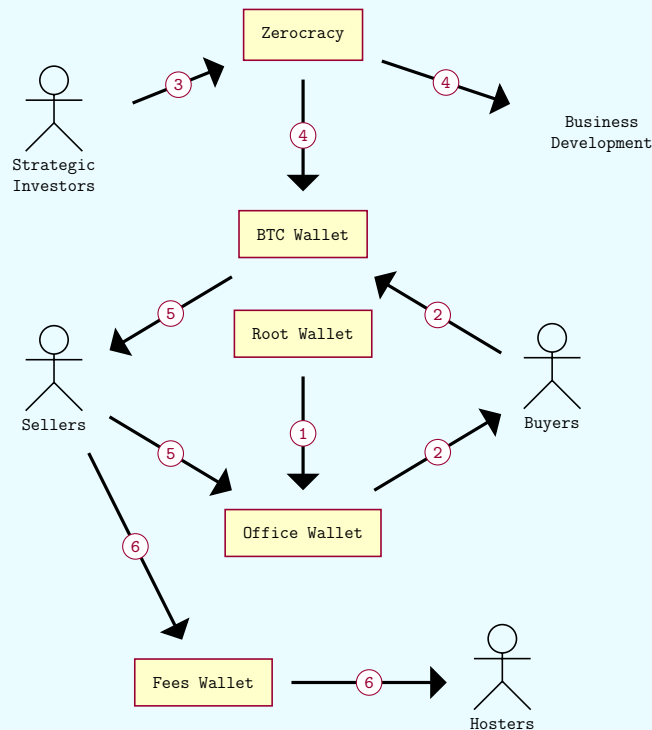 Zerocracy
3
4
Business
Development
4
Strategic
Investors
BTC Wallet
5
2
Root Wallet
Sellers
Buyers
1
5
2
Office Wallet
6
Fees Wallet
6
Hosters